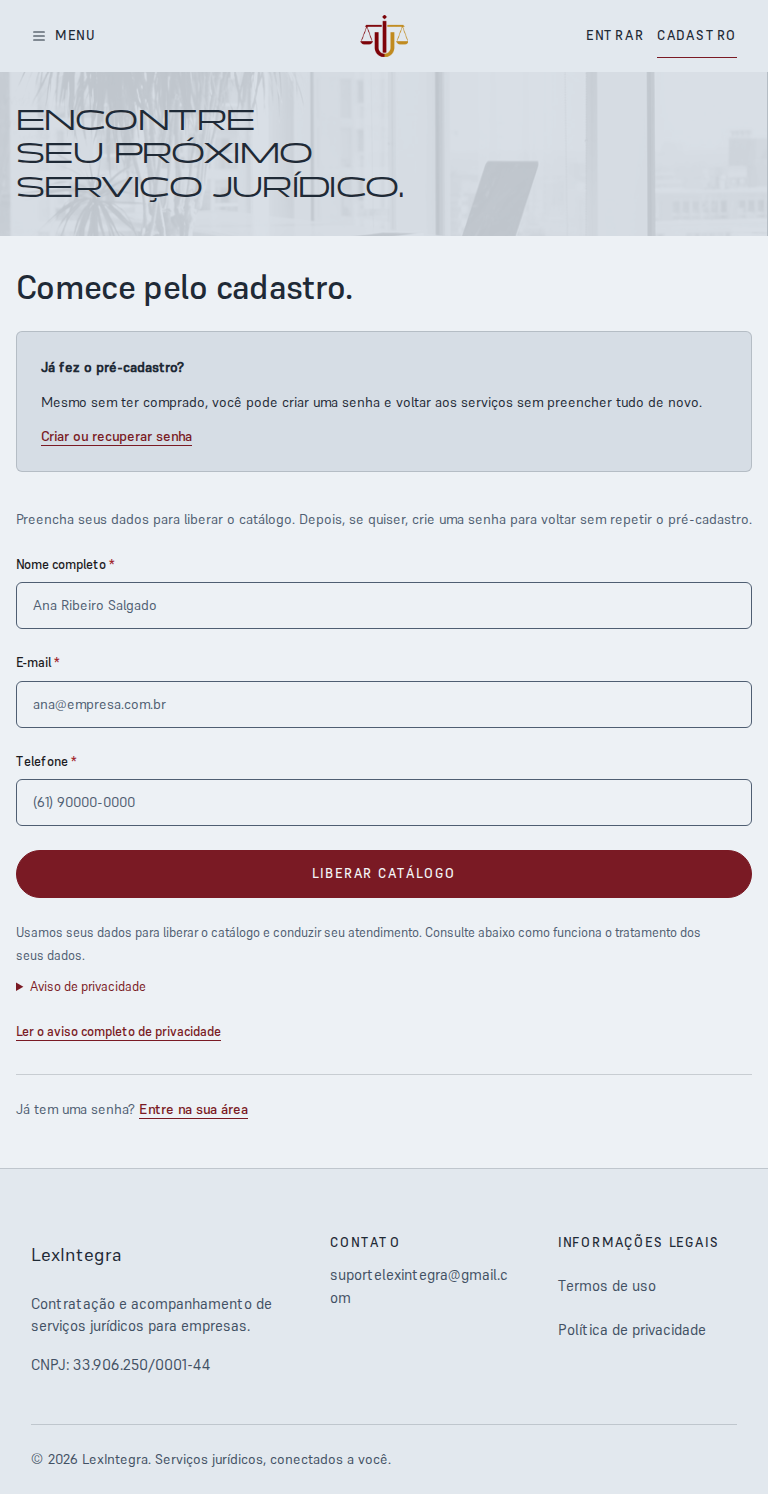 MENU
ENTRAR
CADASTRO
ENCONTRE
SEU PRÓXIMO
SERVIÇO JURÍDICO.
Comece pelo cadastro.
Já fez o pré-cadastro?
Mesmo sem ter comprado, você pode criar uma senha e voltar aos serviços sem preencher tudo de novo.
Criar ou recuperar senha
Preencha seus dados para liberar o catálogo. Depois, se quiser, crie uma senha para voltar sem repetir o pré-cadastro.
Nome completo *
Ana Ribeiro Salgado
E-mail *
ana@empresa.com.br
Telefone *
(61) 90000-0000
LIBERAR CATÁLOGO
Usamos seus dados para liberar o catálogo e conduzir seu atendimento. Consulte abaixo como funciona o tratamento dos
seus dados.
Aviso de privacidade
Ler o aviso completo de privacidade
Já tem uma senha? Entre na sua área
LexIntegra
Contratação e acompanhamento de
serviços jurídicos para empresas.
CNPJ: 33.906.250/0001-44
CONTATO
suportelexintegra@gmail.c
om
INFORMAÇÕES LEGAIS
Termos de uso
Política de privacidade
© 2026 LexIntegra. Serviços jurídicos, conectados a você.